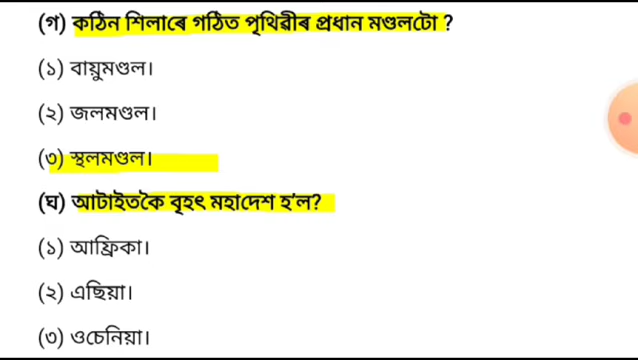 (গ) কঠিন শিলাৰে গঠিত পৃথিৱীৰ প্ৰধান মণ্ডলটো ?
(১) বায়ুমণ্ডল।
(২) জলমণ্ডল।
(৩) স্থলমণ্ডল।
(ঘ) আটাইতকৈ বৃহৎ মহাদেশ হ'ল?
(১) আফ্ৰিকা।
(২) এছিয়া।
(৩) ওচেনিয়া।